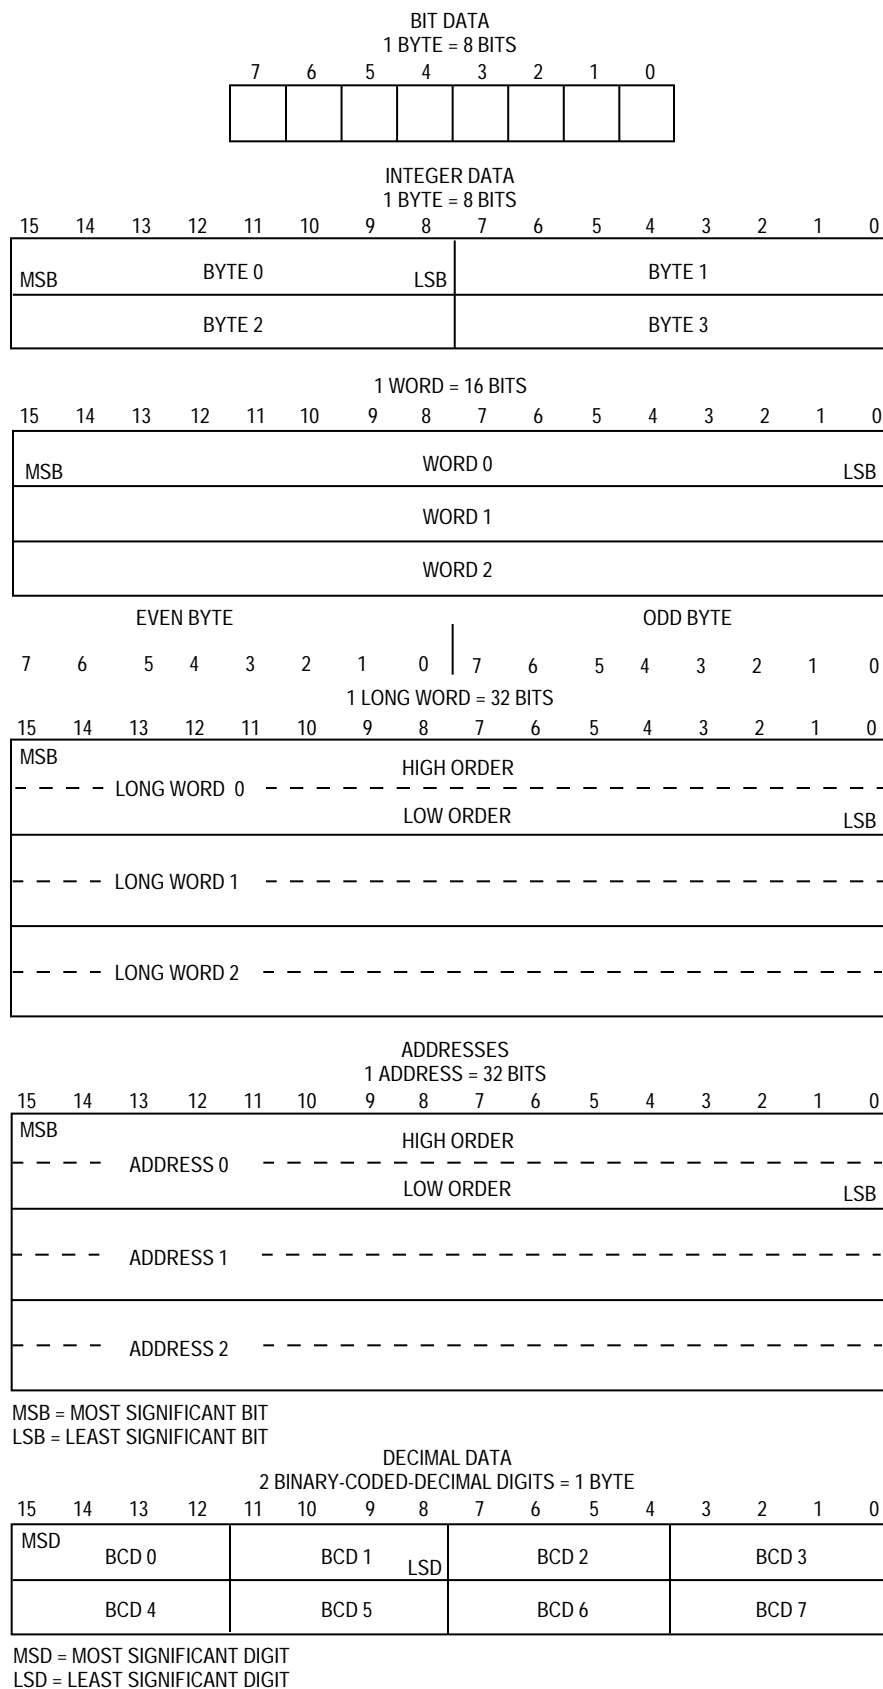 BIT DATA
1 BYTE = 8 BITS
7 6 5 4 3 2 1 0
INTEGER DATA
1 BYTE = 8 BITS
15 14 13 12 11 10 9 8 7 6 5 4 3 2 1 0
MSB BYTE 0 LSB BYTE 1
BYTE 2 BYTE 3
1 WORD = 16 BITS
15 14 13 12 11 10 9 8 7 6 5 4 3 2 1 0
MSB WORD 0 LSB
WORD 1
WORD 2
EVEN BYTE ODD BYTE
7 6 5 4 3 2 1 0 7 6 5 4 3 2 1 0
1 LONG WORD = 32 BITS
15 14 13 12 11 10 9 8 7 6 5 4 3 2 1 0
MSB HIGH ORDER
LONG WORD 0
LOW ORDER LSB
LONG WORD 1
LONG WORD 2
ADDRESSES
1 ADDRESS = 32 BITS
15 14 13 12 11 10 9 8 7 6 5 4 3 2 1 0
MSB HIGH ORDER
ADDRESS 0
LOW ORDER LSB
ADDRESS 1
ADDRESS 2
MSB = MOST SIGNIFICANT BIT
LSB = LEAST SIGNIFICANT BIT
DECIMAL DATA
2 BINARY-CODED-DECIMAL DIGITS = 1 BYTE
15 14 13 12 11 10 9 8 7 6 5 4 3 2 1 0
MSD BCD 0 BCD 1 LSD BCD 2 BCD 3
BCD 4 BCD 5 BCD 6 BCD 7
MSD = MOST SIGNIFICANT DIGIT
LSD = LEAST SIGNIFICANT DIGIT